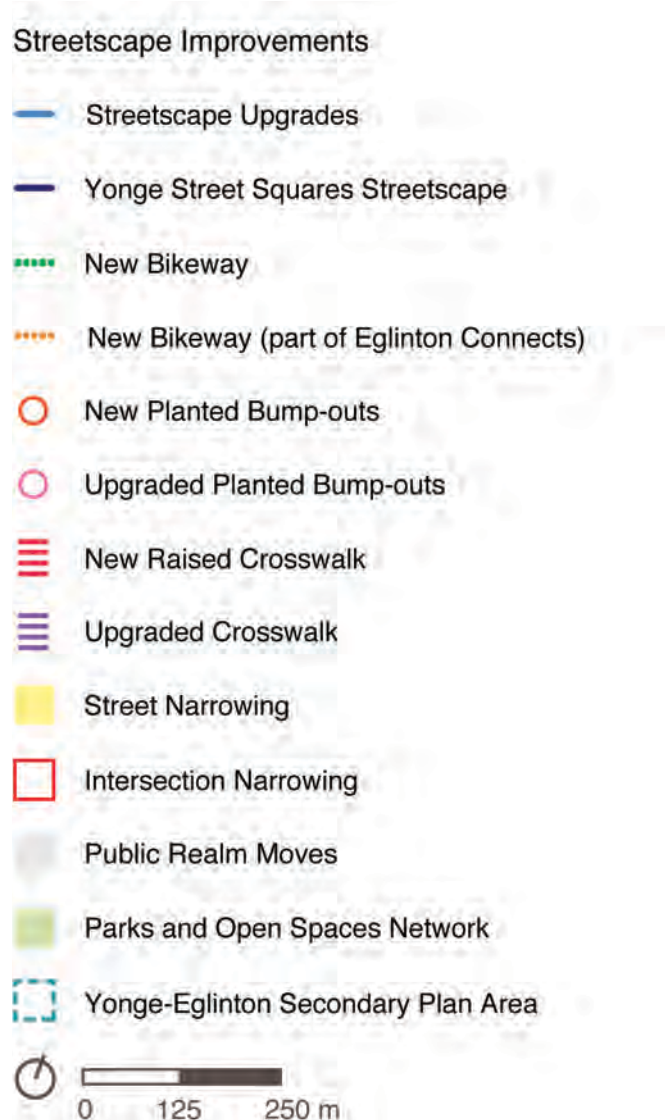 Streetscape Improvements
Streetscape Upgrades
Yonge Street Squares Streetscape
New Bikeway
New Bikeway (part of Eglinton Connects)
New Planted Bump-outs
Upgraded Planted Bump-outs
New Raised Crosswalk
Upgraded Crosswalk
Street Narrowing
Intersection Narrowing
Public Realm Moves
Parks and Open Spaces Network
Yonge-Eglinton Secondary Plan Area
0 125 250 m